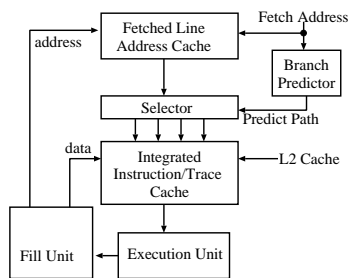 Fetch Address
address
Fetched Line
Address Cache
Branch
Predictor
Selector
Predict Path
data
Integrated
Instruction/Trace
Cache
L2 Cache
Fill Unit
Execution Unit